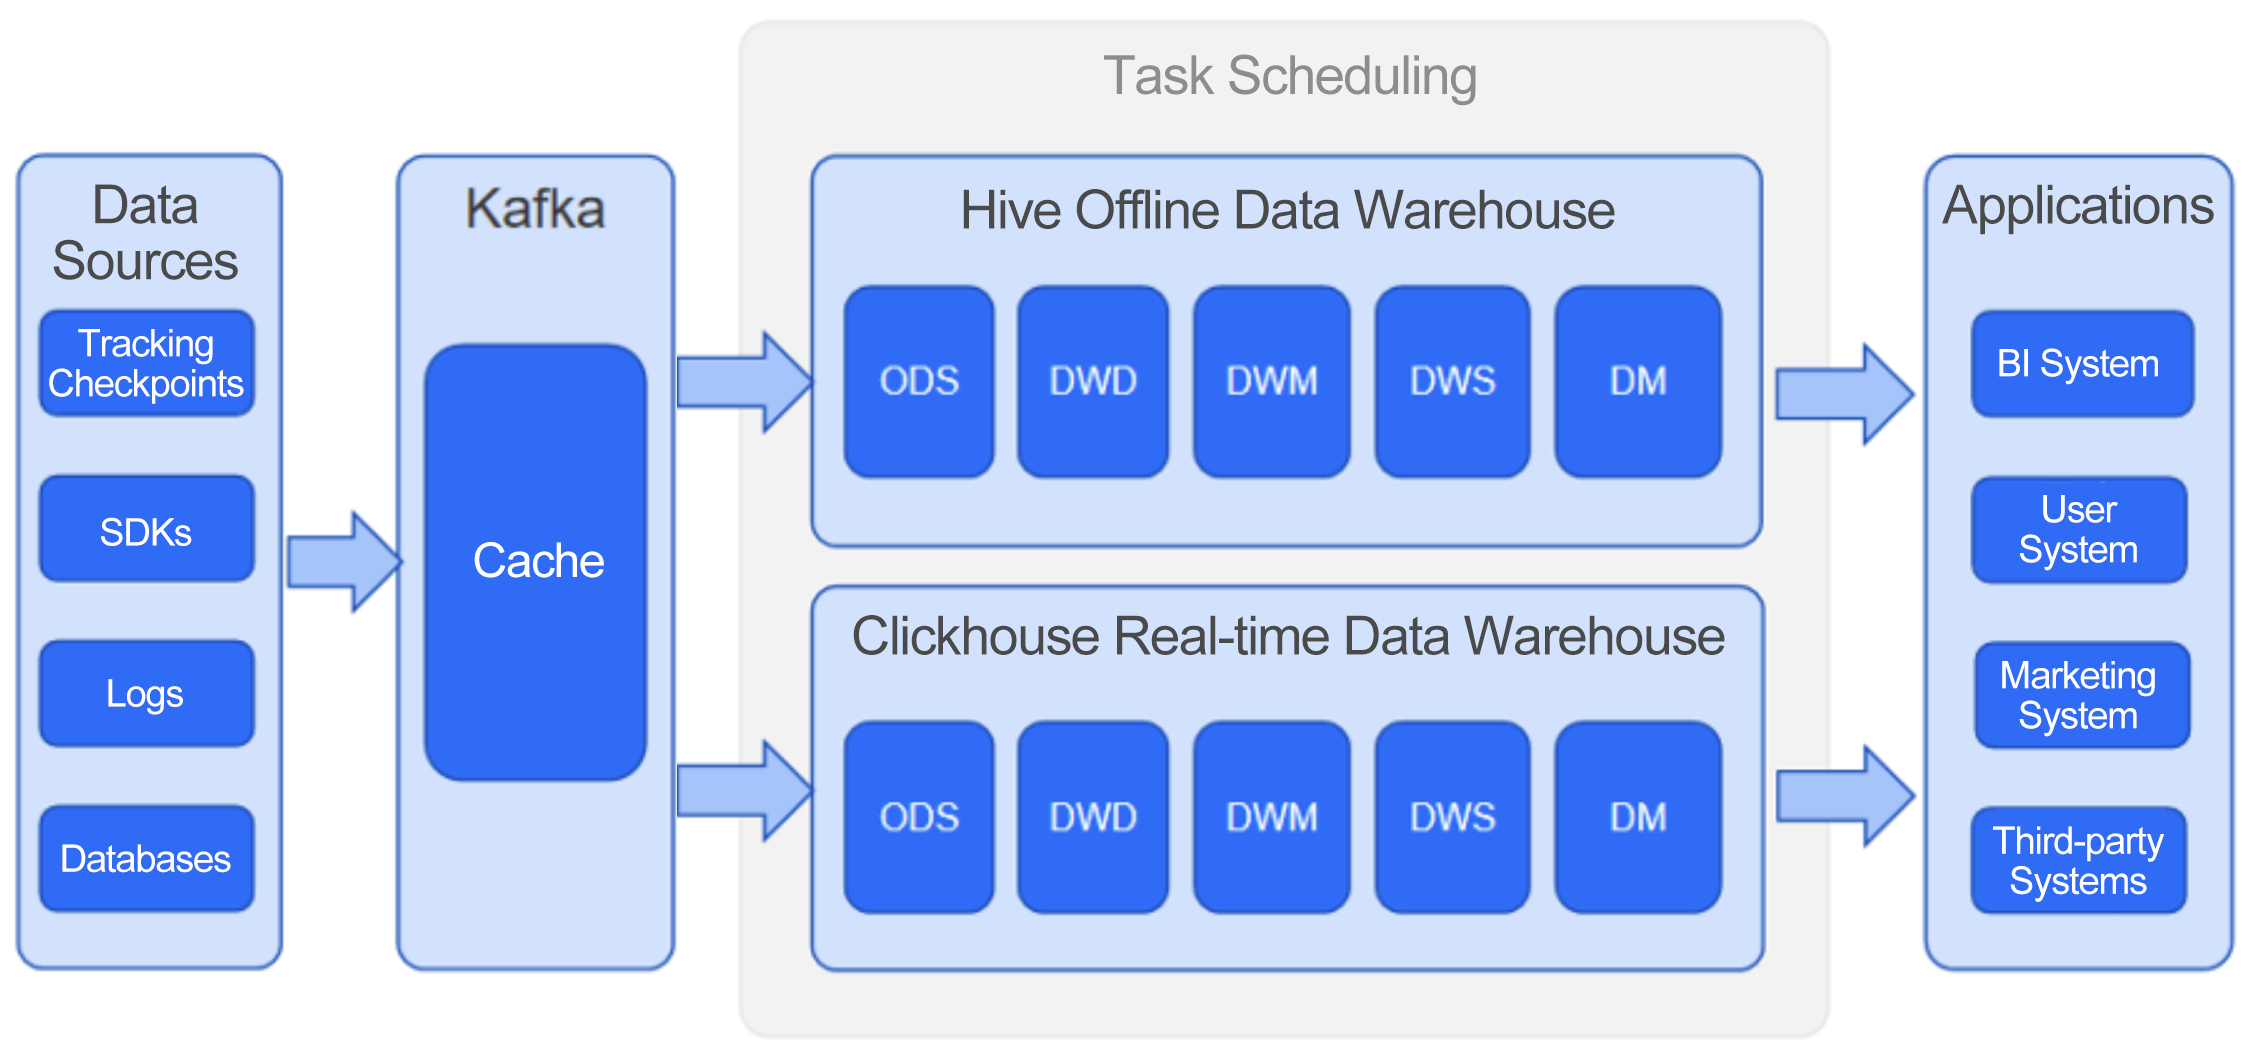 Task Scheduling
Data
Sources
Tracking
Checkpoints
SDKs
Logs
Databases
Kafka
Cache
Hive Offline Data Warehouse
ODS
DWD
DWM
DWS
DM
Clickhouse Real-time Data Warehouse
ODS
DWD
DWM
DWS
DM
Applications
BI System
User
System
Marketing
System
Third-party
Systems